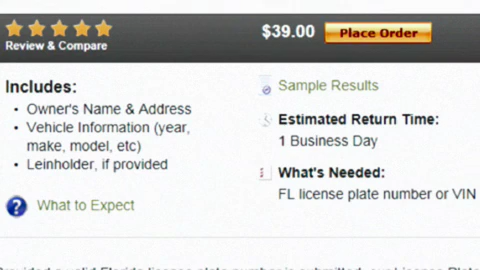 $39.00 Place Order
Review & Compare
Includes:
• Owner's Name & Address
• Vehicle Information (year,
make, model, etc)
• Leinholder, if provided
What to Expect
Sample Results
Estimated Return Time:
1 Business Day
What's Needed:
FL license plate number or VIN